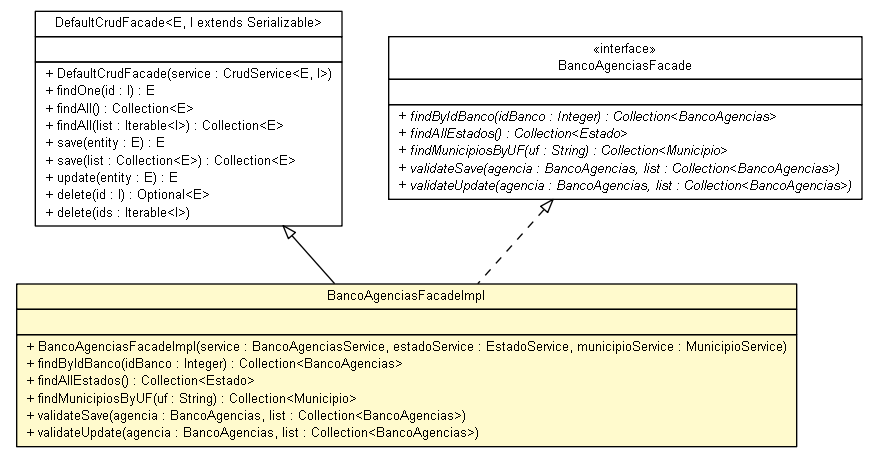 DefaultCrudFacade<E, I extends Serializable>
+ DefaultCrudFacade(service : CrudService<E, I>)
+ findOne(id : I) : E
+ findAll() : Collection<E>
+ findAll(list : Iterable<I>) : Collection<E>
+ save(entity : E) : E
+ save(list : Collection<E>) : Collection<E>
+ update(entity : E) : E
+ delete(id : I) : Optional<E>
+ delete(ids : Iterable<I>)
«interface»
BancoAgenciasFacade
+ findByIdBanco(idBanco : Integer) : Collection<BancoAgencias>
+ findAllEstados() : Collection<Estado>
+ findMunicipiosByUF(uf : String) : Collection<Municipio>
+ validateSave(agencia : BancoAgencias, list : Collection<BancoAgencias>)
+ validateUpdate(agencia : BancoAgencias, list : Collection<BancoAgencias>)
BancoAgenciasFacadeImpl
+ BancoAgenciasFacadeImpl(service : BancoAgenciasService, estadoService : EstadoService, municipioService : MunicipioService)
+ findByIdBanco(idBanco : Integer) : Collection<BancoAgencias>
+ findAllEstados() : Collection<Estado>
+ findMunicipiosByUF(uf : String) : Collection<Municipio>
+ validateSave(agencia : BancoAgencias, list : Collection<BancoAgencias>)
+ validateUpdate(agencia : BancoAgencias, list : Collection<BancoAgencias>)